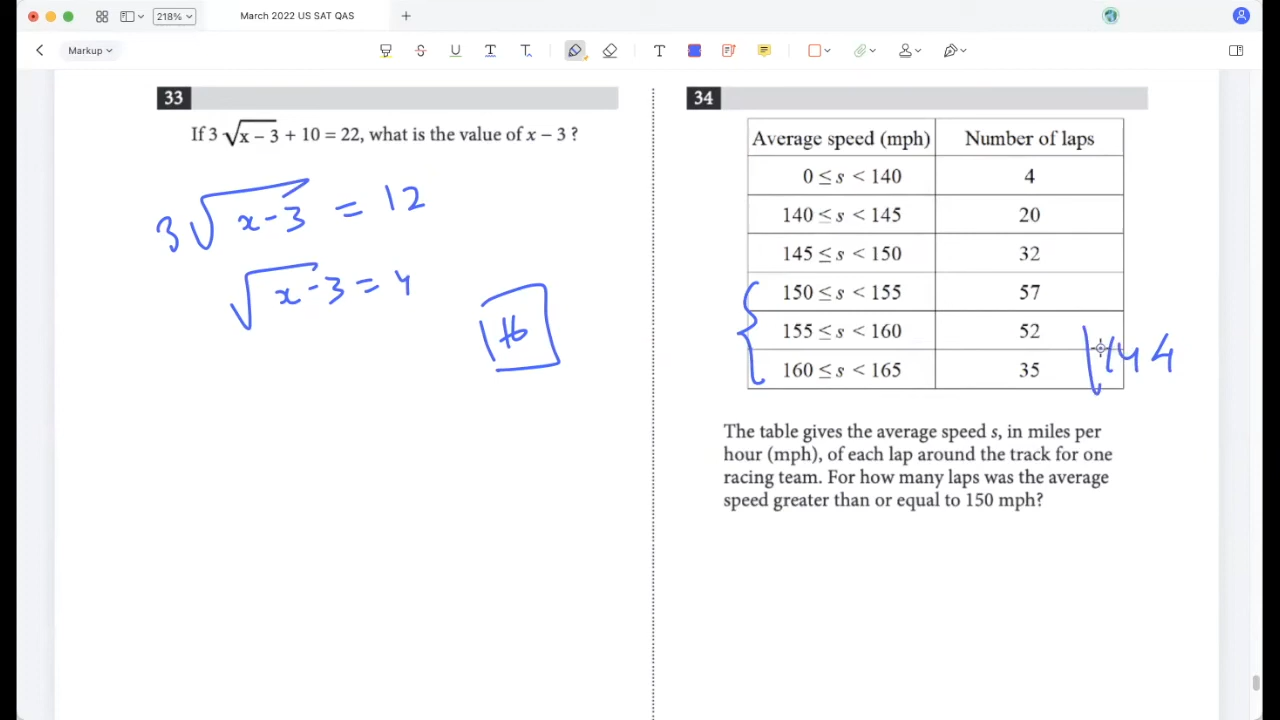 218%
March 2022 US SAT QAS
Markup
33
If 3 √x – 3 + 10 = 22, what is the value of x – 3 ?
3√x-3 = 12
√x-3 = 4
16
34
Average speed (mph) Number of laps
0 ≤ s < 140 4
140 ≤ s < 145 20
145 ≤ s < 150 32
150 ≤ s < 155 57
155 ≤ s < 160 52
160 ≤ s < 165 35
144
The table gives the average speed s, in miles per
hour (mph), of each lap around the track for one
racing team. For how many laps was the average
speed greater than or equal to 150 mph?